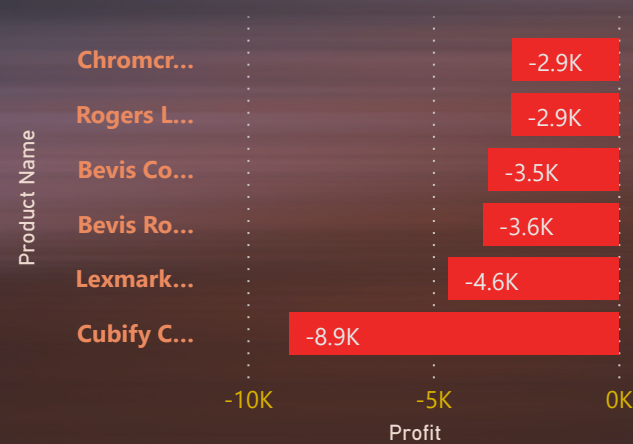 Product Name
Chromcr...
-2.9K
Rogers L...
-2.9K
Bevis Co...
-3.5K
Bevis Ro...
-3.6K
Lexmark...
-4.6K
Cubify C...
-8.9K
-10K -5K 0K
Profit